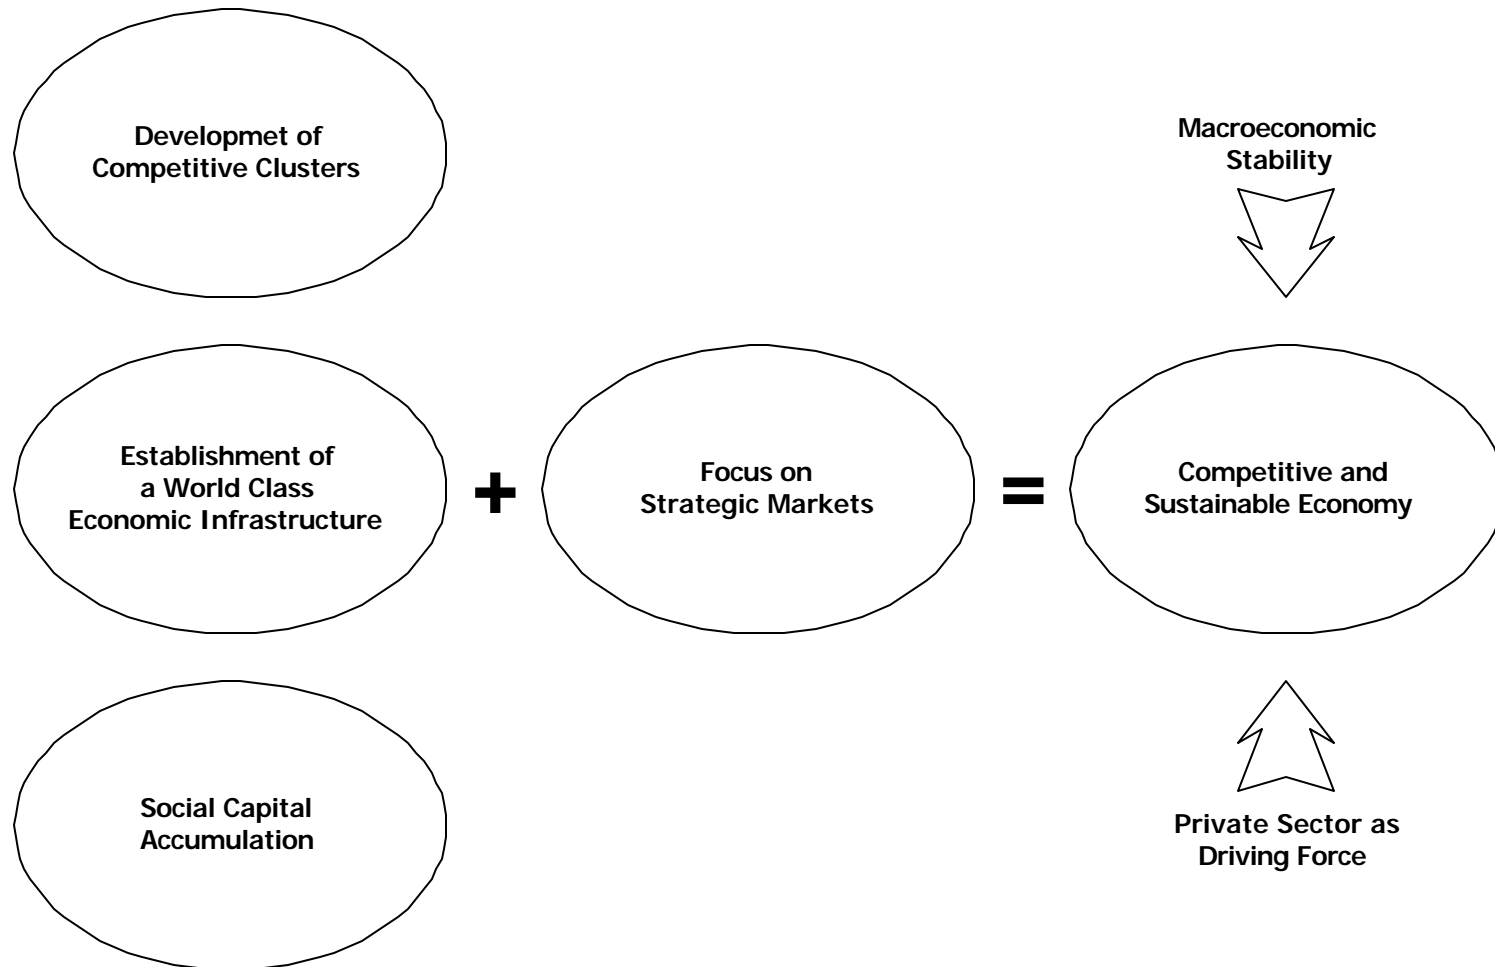 Developmet of
Competitive Clusters
Macroeconomic
Stability
Establishment of
a World Class
Economic Infrastructure
+
Focus on
Strategic Markets
=
Competitive and
Sustainable Economy
Social Capital
Accumulation
Private Sector as
Driving Force